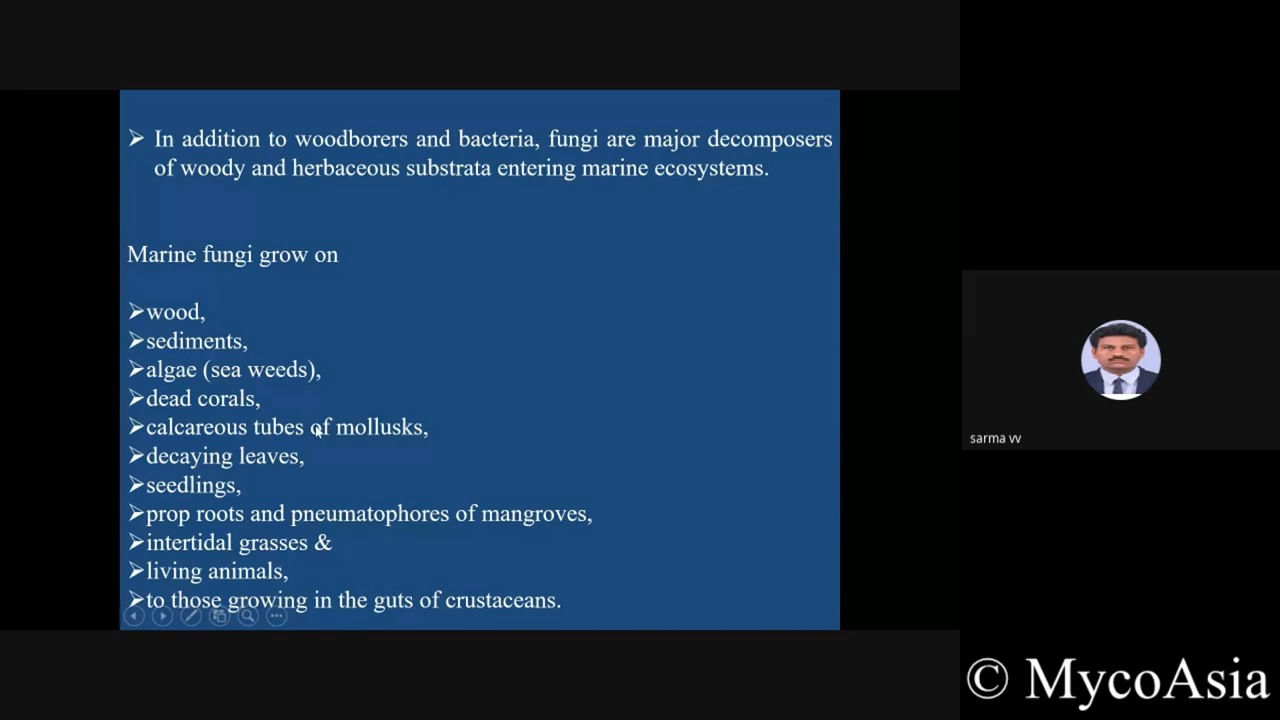 ➢ In addition to woodborers and bacteria, fungi are major decomposers
of woody and herbaceous substrata entering marine ecosystems.
Marine fungi grow on
➢wood,
➢sediments,
➢algae (sea weeds),
➢dead corals,
➢calcareous tubes of mollusks,
➢decaying leaves,
➢seedlings,
➢prop roots and pneumatophores of mangroves,
➢intertidal grasses &
➢living animals,
➢to those growing in the guts of crustaceans.
sarma vv
© MycoAsia